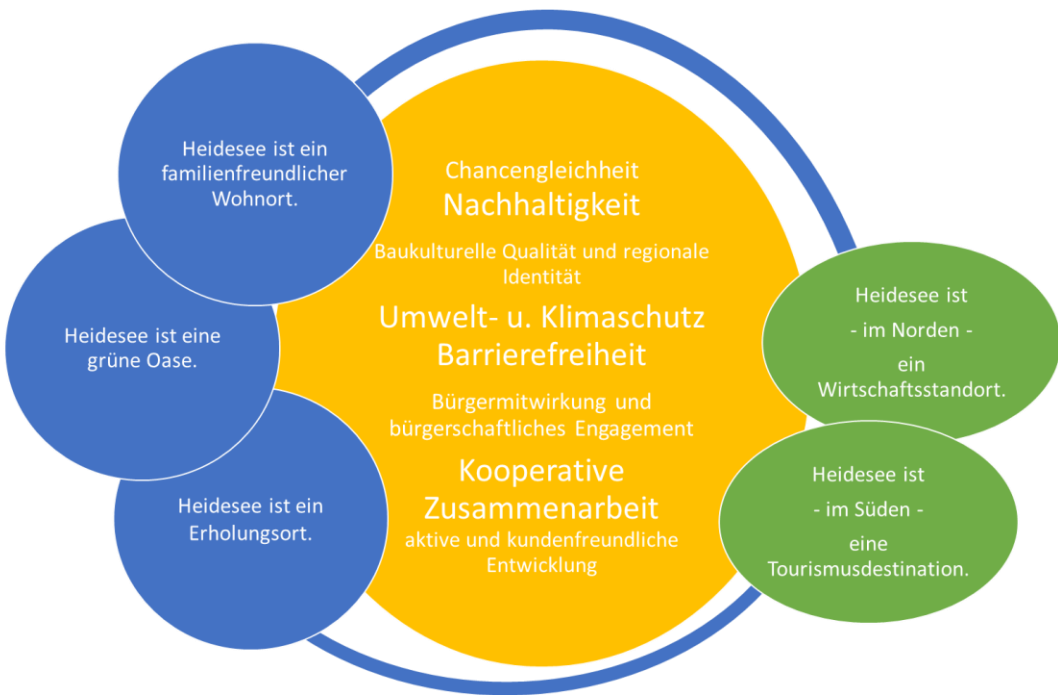 Heidesee ist ein
familienfreundlicher
Wohnort.
Heidesee ist eine
grüne Oase.
Heidesee ist ein
Erholungsort.
Chancengleichheit
Nachhaltigkeit
Baukulturelle Qualität und regionale
Identität
Umwelt- u. Klimaschutz
Barrierefreiheit
Bürgermitwirkung und
bürgerschaftliches Engagement
Kooperative
Zusammenarbeit
aktive und kundenfreundliche
Entwicklung
Heidesee ist
- im Norden -
ein
Wirtschaftsstandort.
Heidesee ist
- im Süden -
eine
Tourismusdestination.